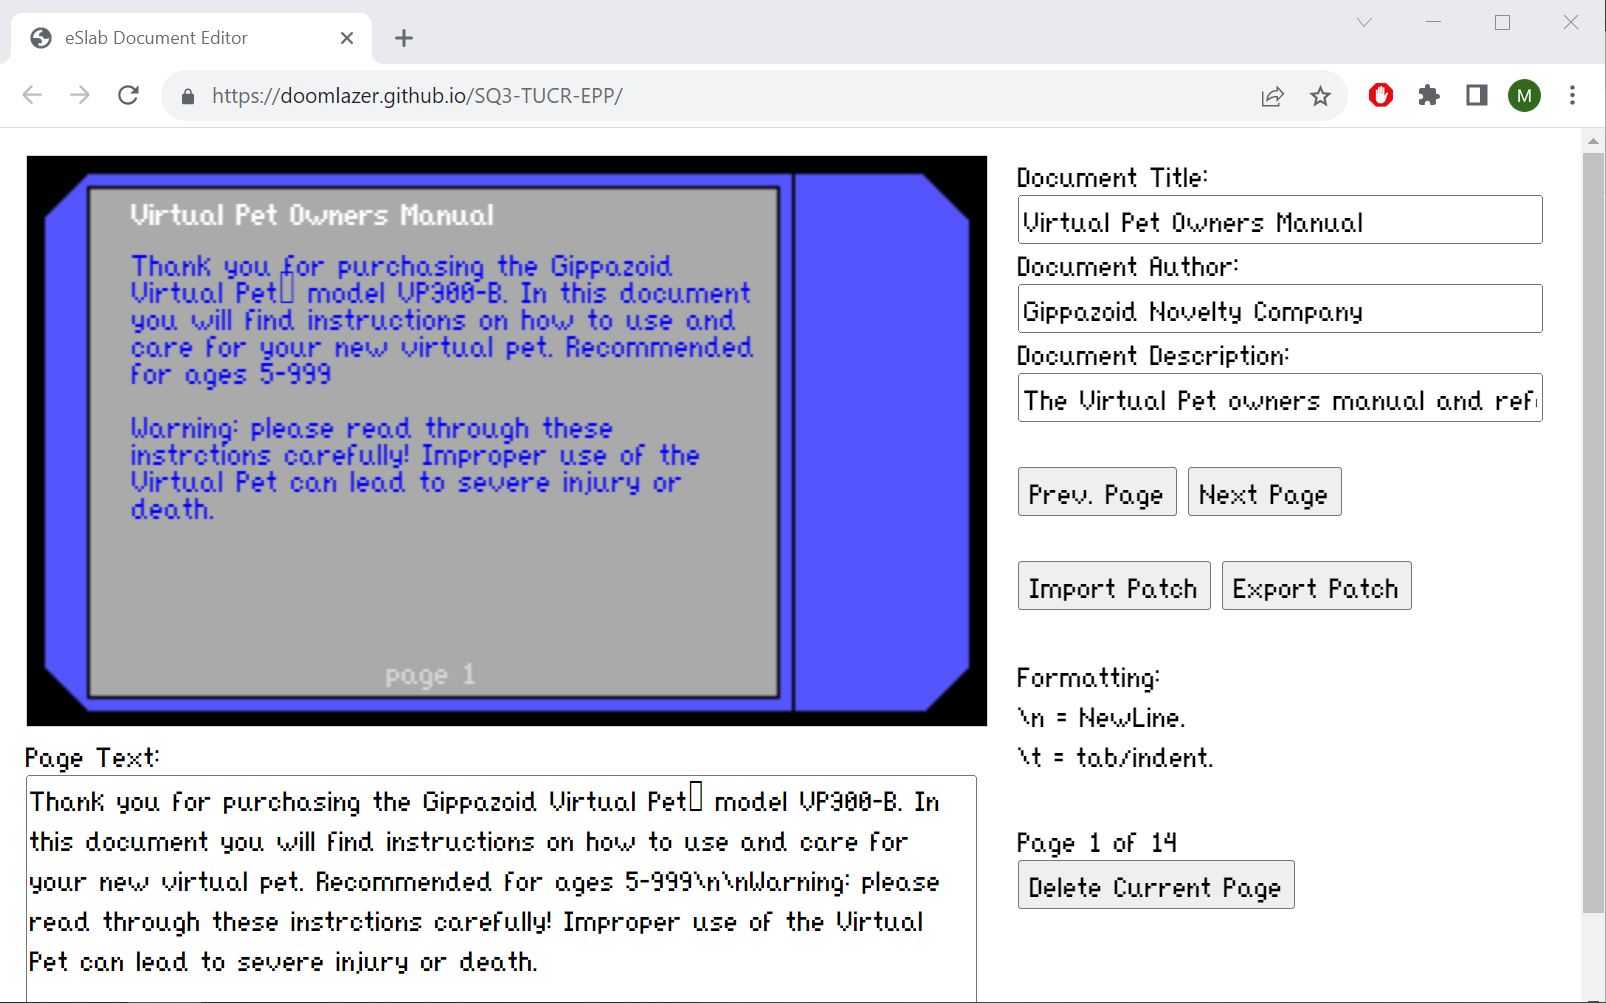 eSlab Document Editor
https://doomlazer.github.io/SQ3-TUCR-EPP/
M
Virtual Pet Owners Manual
Thank you for purchasing the Gippazoid
Virtual Pet▯ model VP300-B. In this document
you will find instructions on how to use and
care for your new virtual pet. Recommended
for ages 5-999
Warning: please read through these
instrctions carefully! Improper use of the
Virtual Pet can lead to severe injury or
death.
page 1
Page Text:
Thank you for purchasing the Gippazoid Virtual Pet▯ model VP300-B. In
this document you will find instructions on how to use and care for
your new virtual pet. Recommended for ages 5-999\n\nWarning: please
read through these instrctions carefully! Improper use of the Virtual
Pet can lead to severe injury or death.
Document Title:
Virtual Pet Owners Manual
Document Author:
Gippazoid Novelty Company
Document Description:
The Virtual Pet owners manual and ref
Prev. Page Next Page
Import Patch Export Patch
Formatting:
\n = NewLine.
\t = tab/indent.
Page 1 of 14
Delete Current Page